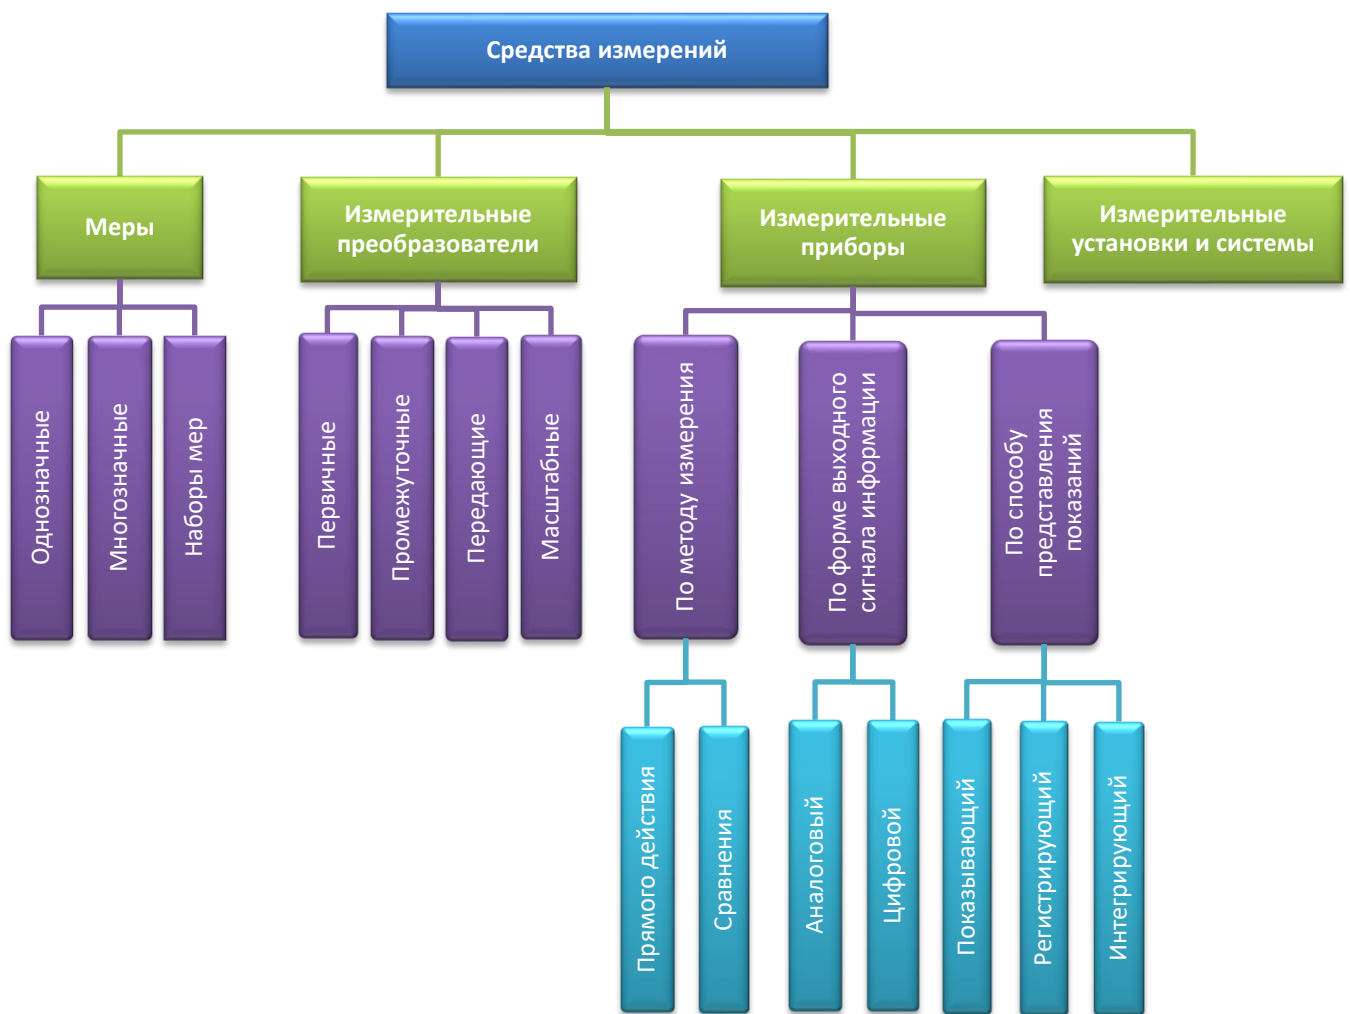 Средства измерений
Меры
Измерительные
преобразователи
Измерительные
приборы
Измерительные
установки и системы
Однозначные
Многозначные
Наборы мер
Первичные
Промежуточные
Передающие
Масштабные
По методу измерения
По форме выходного
сигнала информации
По способу
представления
показаний
Прямого действия
Сравнения
Аналоговый
Цифровой
Показывающий
Регистрирующий
Интегрирующий